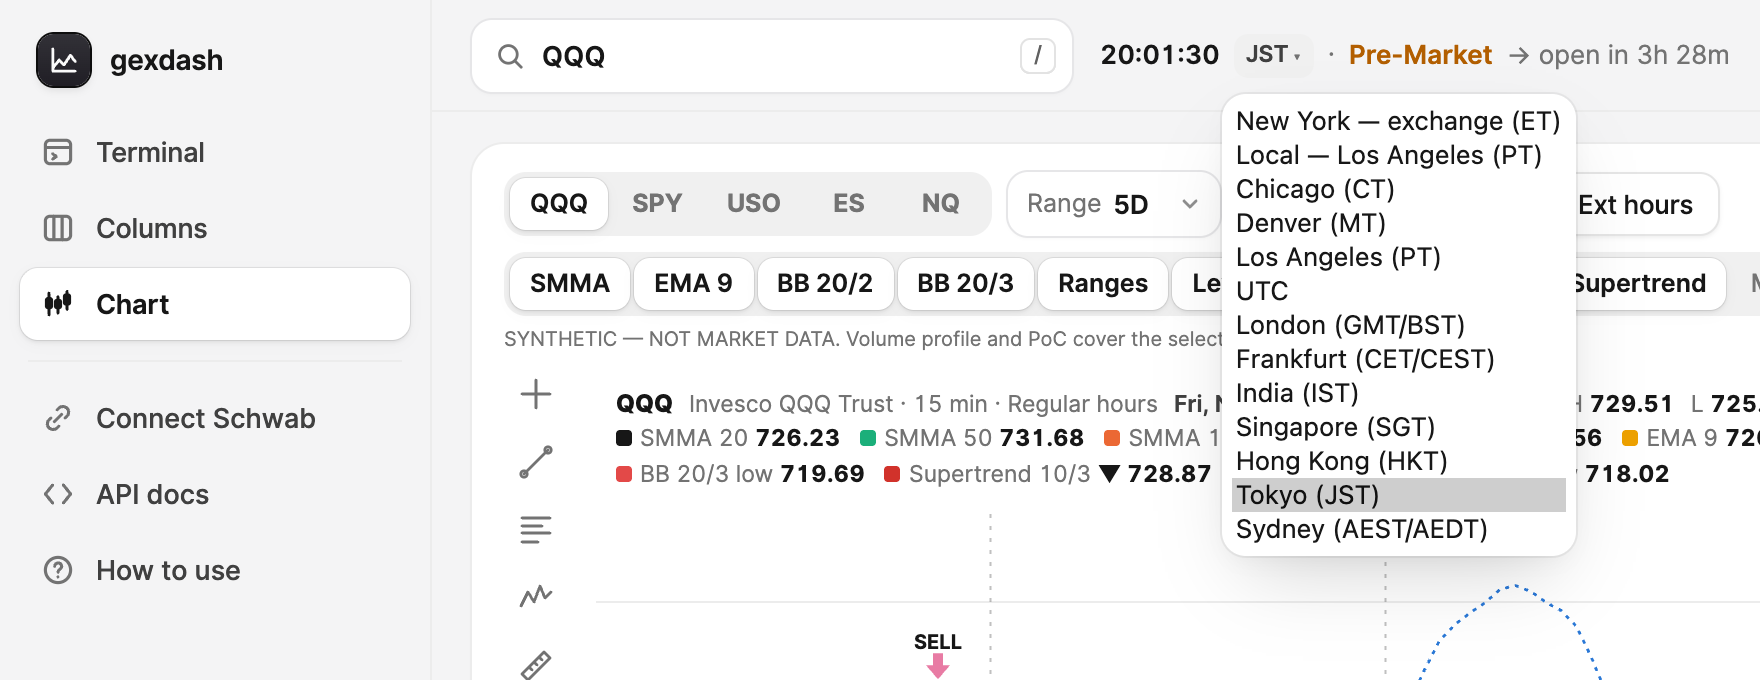 gexdash
QQQ /
20:01:30 JST ▾ · Pre-Market → open in 3h 28m
Terminal
Columns
Chart
Connect Schwab
API docs
How to use
New York — exchange (ET)
Local — Los Angeles (PT)
Chicago (CT)
Denver (MT)
Los Angeles (PT)
UTC
London (GMT/BST)
Frankfurt (CET/CEST)
India (IST)
Singapore (SGT)
Hong Kong (HKT)
Tokyo (JST)
Sydney (AEST/AEDT)
QQQ SPY USO ES NQ Range 5D Ext hours
SMMA EMA 9 BB 20/2 BB 20/3 Ranges Supertrend
SYNTHETIC — NOT MARKET DATA. Volume profile and PoC cover the select
QQQ Invesco QQQ Trust · 15 min · Regular hours Fri, H 729.51 L 725.
SMMA 20 726.23 SMMA 50 731.68 SMMA 1 56 EMA 9
BB 20/3 low 719.69 Supertrend 10/3 ▼ 728.87 718.02
SELL